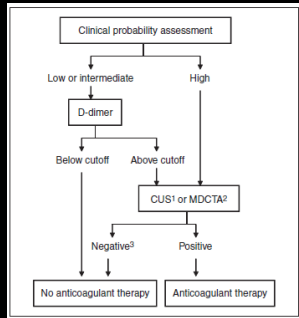 Clinical probability assessment
Low or intermediate High
D-dimer
Below cutoff Above cutoff
CUS¹ or MDCTA²
Negative³ Positive
No anticoagulant therapy Anticoagulant therapy